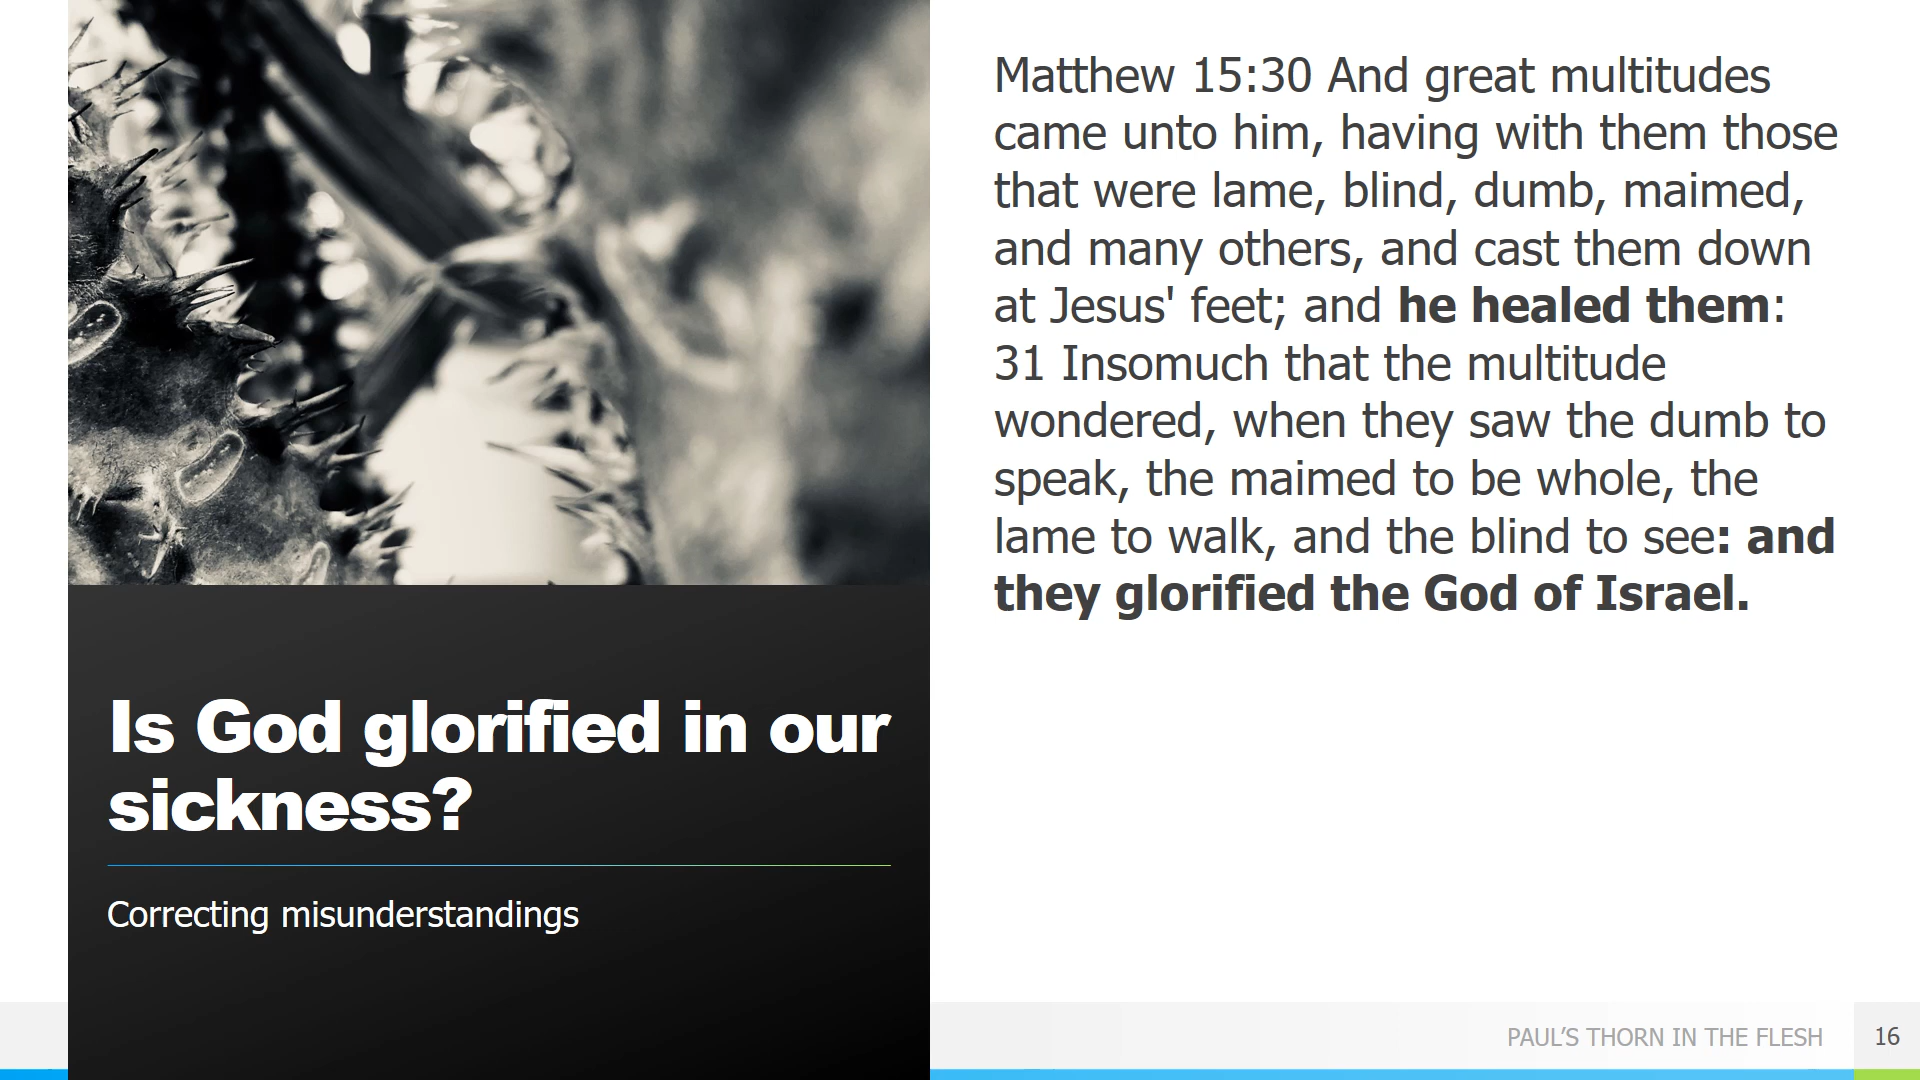 Matthew 15:30 And great multitudes
came unto him, having with them those
that were lame, blind, dumb, maimed,
and many others, and cast them down
at Jesus' feet; and he healed them:
31 Insomuch that the multitude
wondered, when they saw the dumb to
speak, the maimed to be whole, the
lame to walk, and the blind to see: and
they glorified the God of Israel.
Is God glorified in our
sickness?
Correcting misunderstandings
PAUL'S THORN IN THE FLESH
16